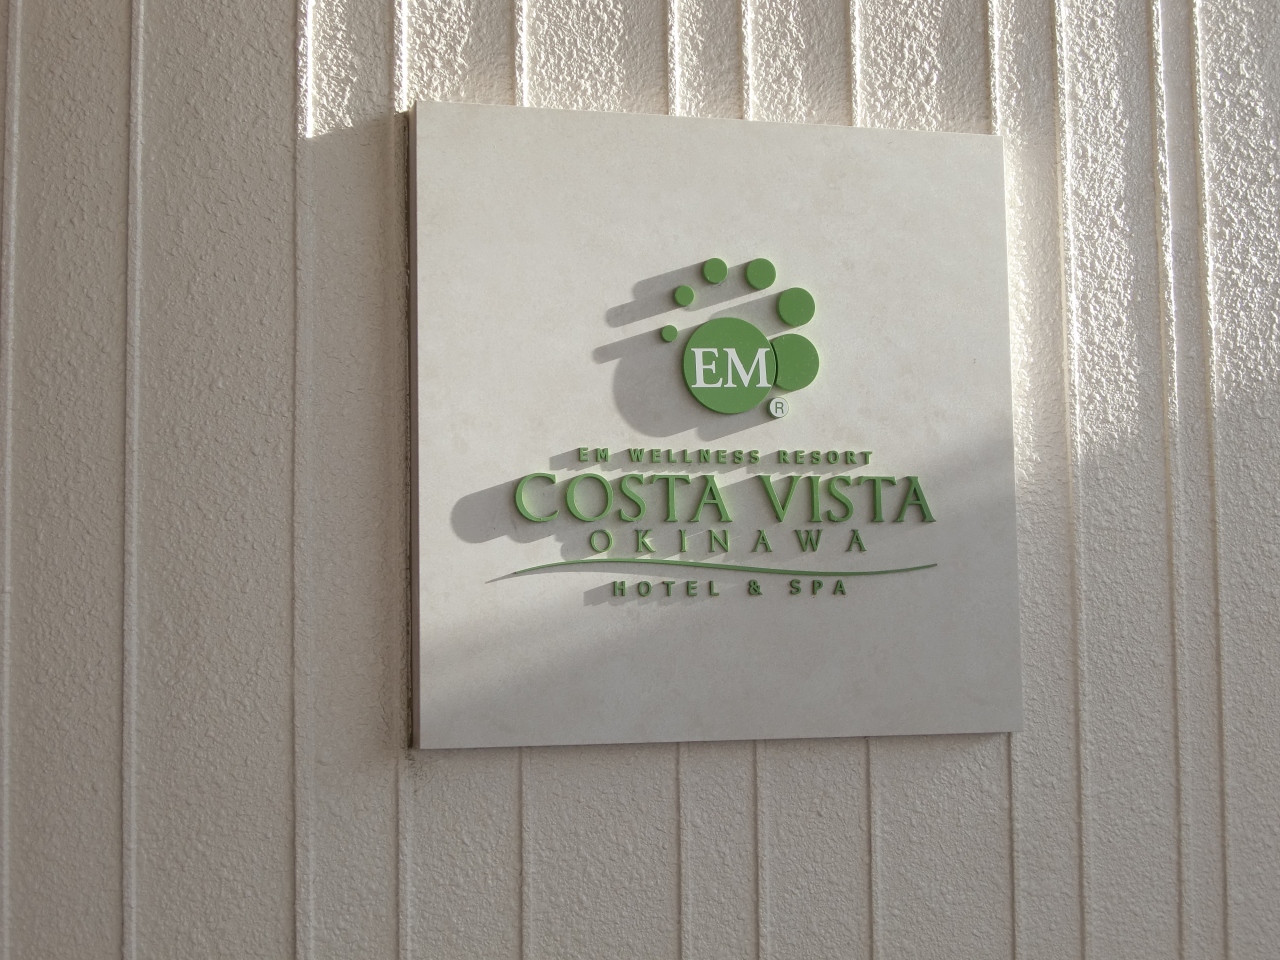 EM
®
EM WELLNESS RESORT
COSTA VISTA
OKINAWA
HOTEL & SPA